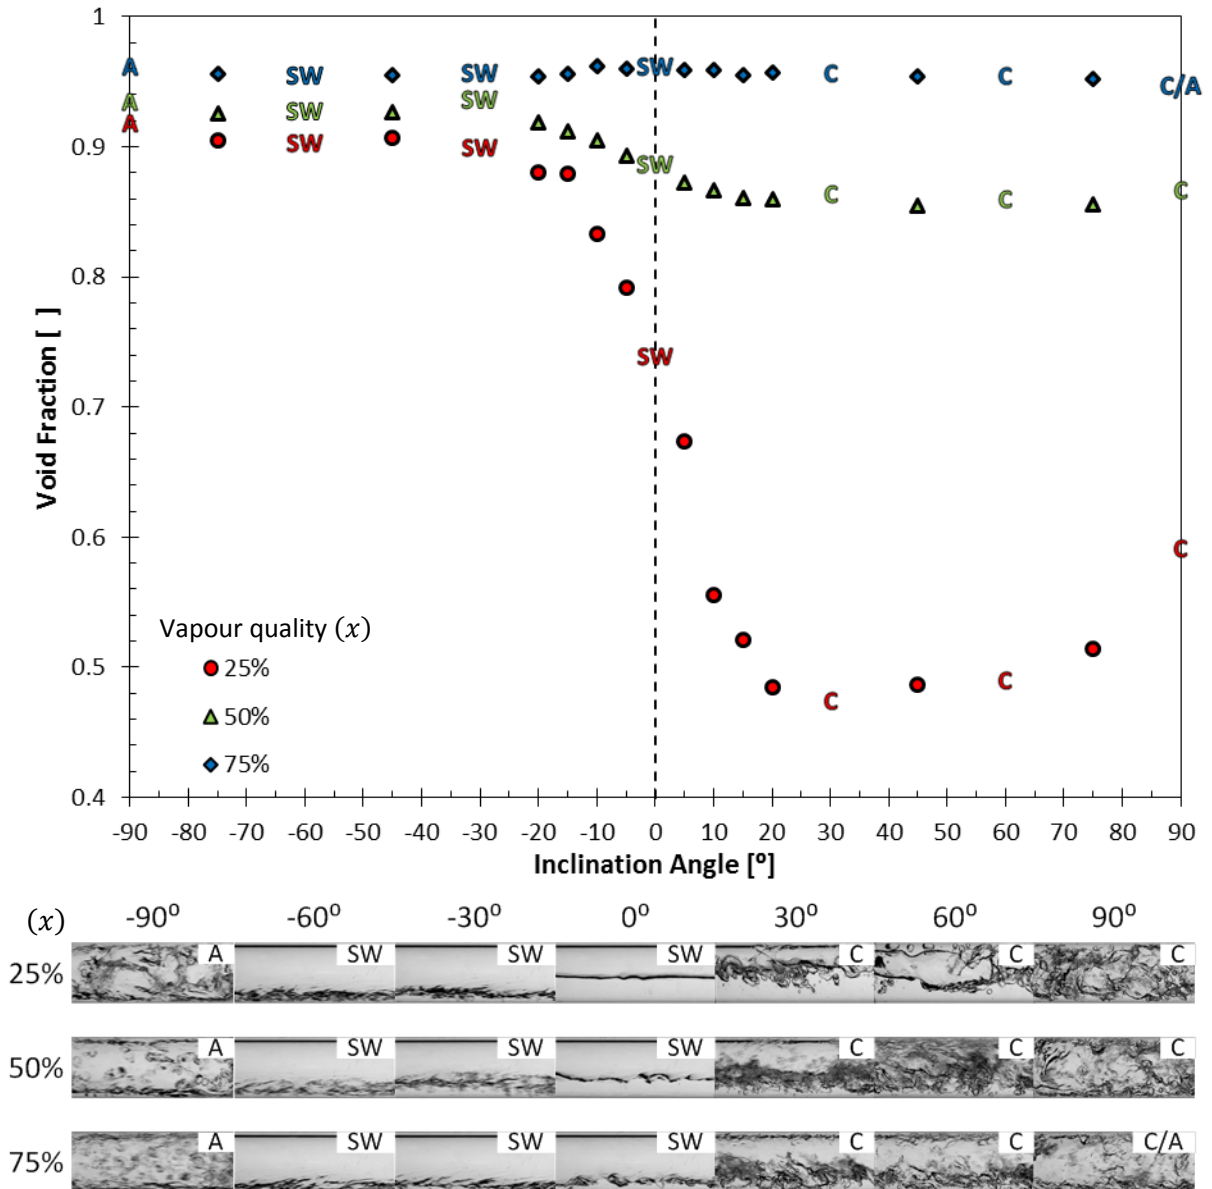 1
A SW SW SW C C C/A
A SW SW SW C C C
A SW SW
0.9
0.8
SW
0.7
0.6
C
0.5
C C
0.4
Void Fraction [ ]
Vapour quality (x)
25%
50%
75%
-90 -80 -70 -60 -50 -40 -30 -20 -10 0 10 20 30 40 50 60 70 80 90
Inclination Angle [º]
(x) -90º -60º -30º 0º 30º 60º 90º
25% A SW SW SW C C C
50% A SW SW SW C C C
75% A SW SW SW C C C/A